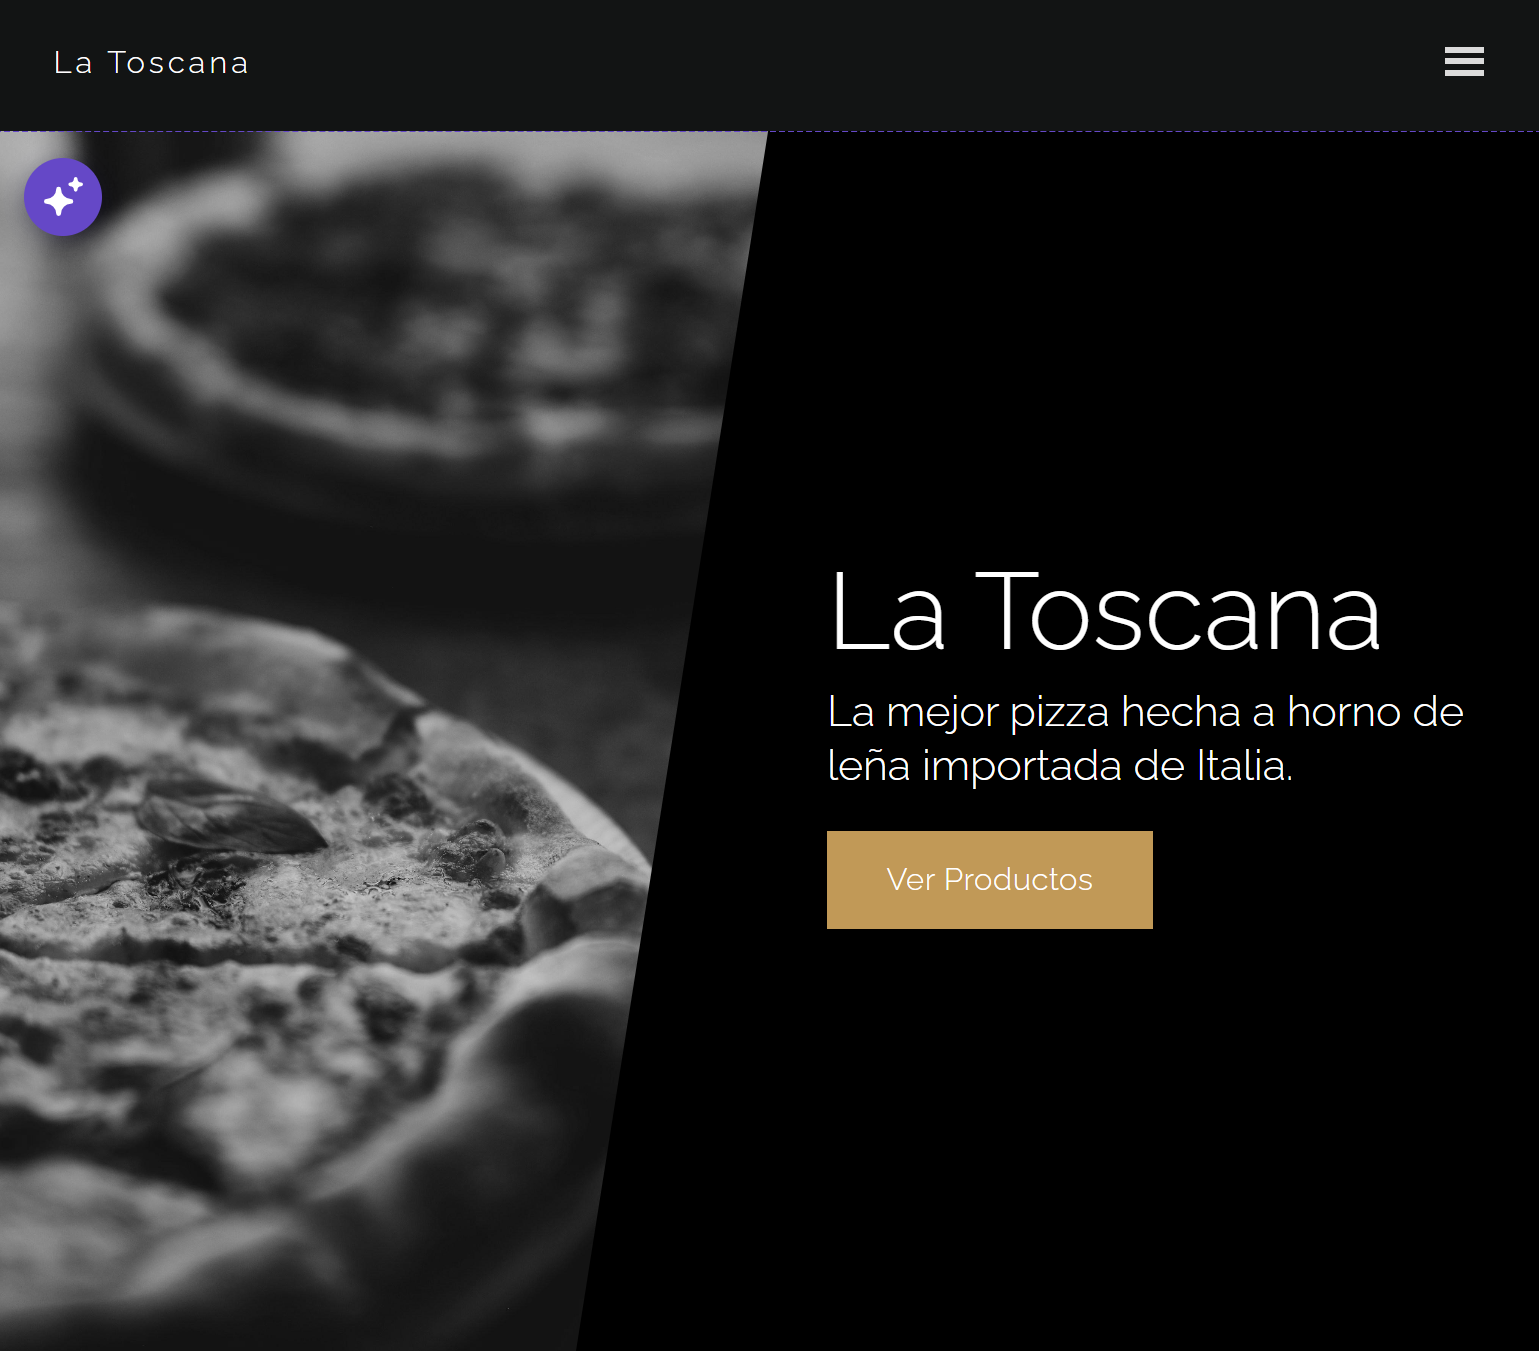 La Toscana
La Toscana
La mejor pizza hecha a horno de
leña importada de Italia.
Ver Productos